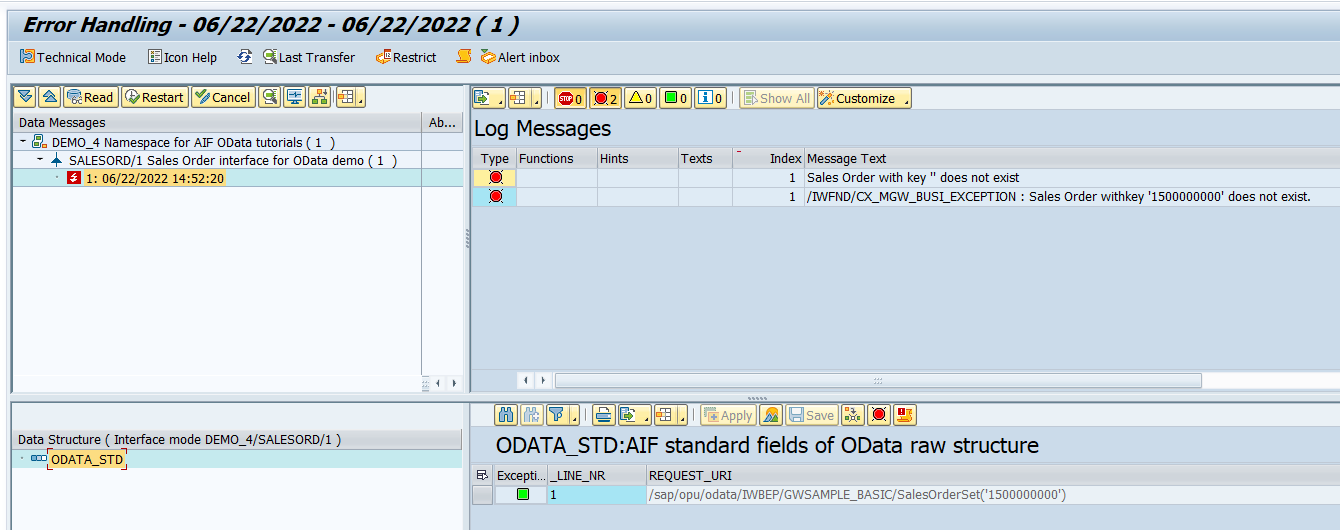 Error Handling - 06/22/2022 - 06/22/2022 ( 1 )
Technical Mode Icon Help Last Transfer Restrict Alert inbox
Read Restart Cancel
Data Messages Ab...
DEMO_4 Namespace for AIF OData tutorials ( 1 )
SALESORD/1 Sales Order interface for OData demo ( 1 )
1: 06/22/2022 14:52:20
STOP 0 2 0 0 0 Show All Customize
Log Messages
Type Functions Hints Texts Index Message Text
1 Sales Order with key '' does not exist
1 /IWFND/CX_MGW_BUSI_EXCEPTION : Sales Order withkey '1500000000' does not exist.
Data Structure ( Interface mode DEMO_4/SALESORD/1 )
ODATA_STD
Apply Save
ODATA_STD:AIF standard fields of OData raw structure
Excepti... _LINE_NR REQUEST_URI
1 /sap/opu/odata/IWBEP/GWSAMPLE_BASIC/SalesOrderSet('1500000000')